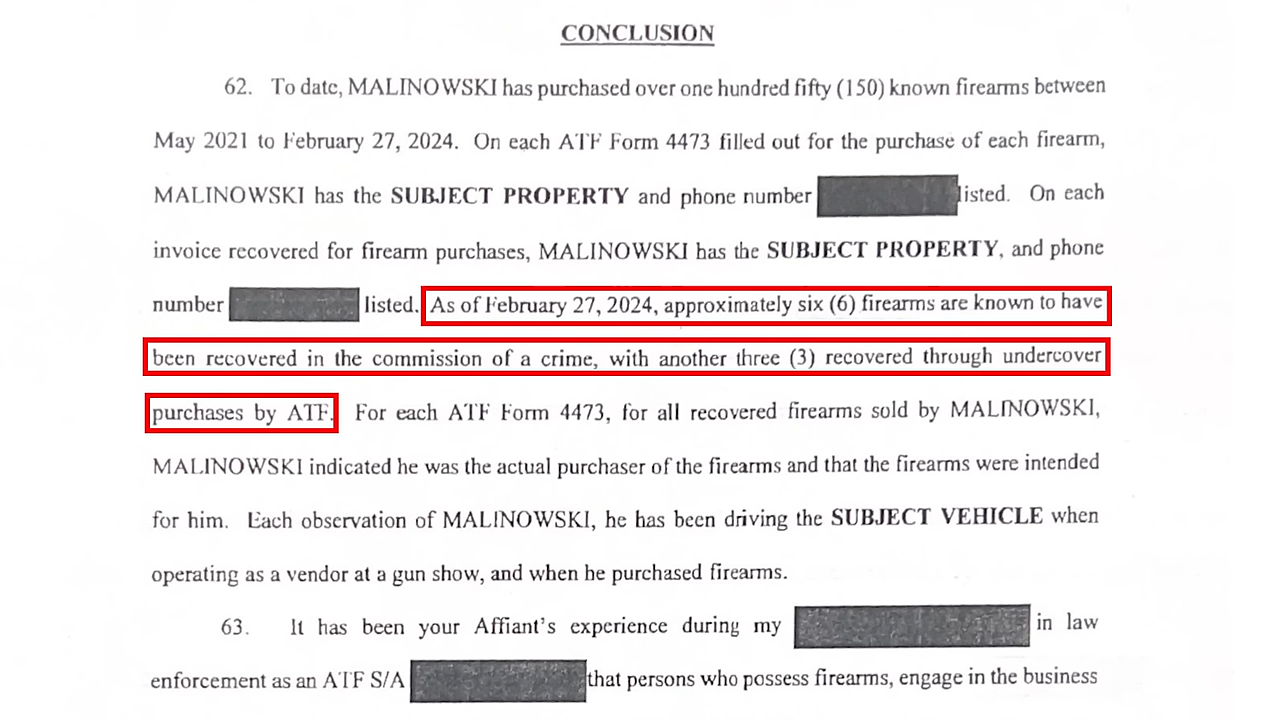 CONCLUSION
62. To date, MALINOWSKI has purchased over one hundred fifty (150) known firearms between
May 2021 to February 27, 2024. On each ATF Form 4473 filled out for the purchase of each firearm,
MALINOWSKI has the SUBJECT PROPERTY and phone number listed. On each
invoice recovered for firearm purchases, MALINOWSKI has the SUBJECT PROPERTY, and phone
number listed. As of February 27, 2024, approximately six (6) firearms are known to have
been recovered in the commission of a crime, with another three (3) recovered through undercover
purchases by ATF. For each ATF Form 4473, for all recovered firearms sold by MALINOWSKI,
MALINOWSKI indicated he was the actual purchaser of the firearms and that the firearms were intended
for him. Each observation of MALINOWSKI, he has been driving the SUBJECT VEHICLE when
operating as a vendor at a gun show, and when he purchased firearms.
63. It has been your Affiant's experience during my in law
enforcement as an ATF S/A that persons who possess firearms, engage in the business